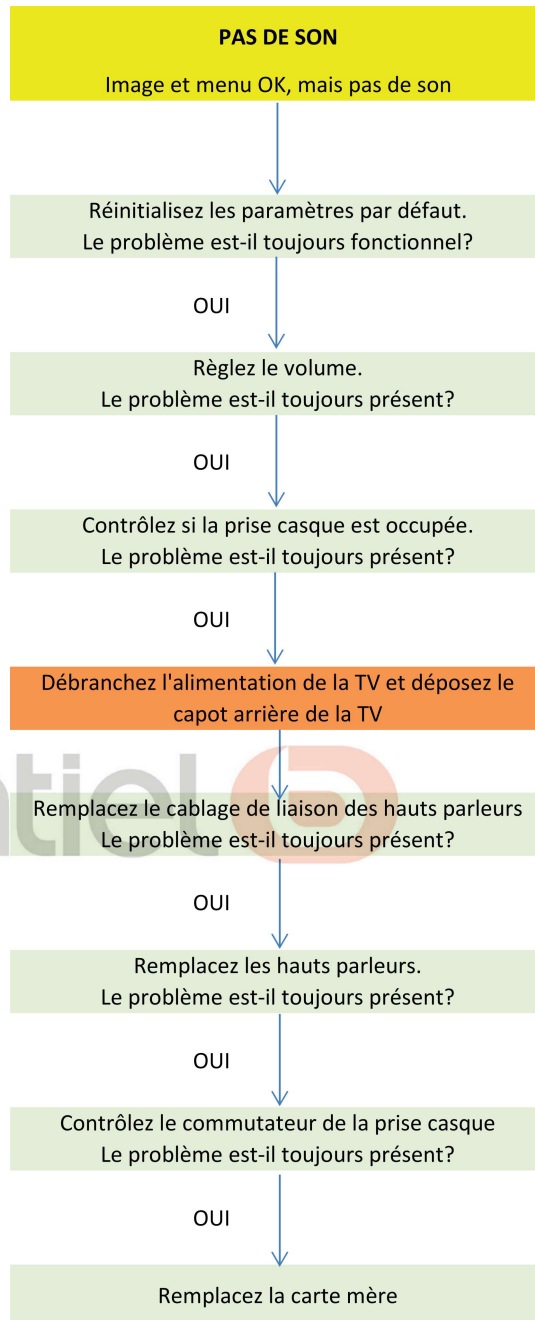 PAS DE SON
Image et menu OK, mais pas de son
Réinitialisez les paramètres par défaut.
Le problème est-il toujours fonctionnel?
OUI
Règlez le volume.
Le problème est-il toujours présent?
OUI
Contrôlez si la prise casque est occupée.
Le problème est-il toujours présent?
OUI
Débranchez l'alimentation de la TV et déposez le
capot arrière de la TV
ntiel b
Remplacez le cablage de liaison des hauts parleurs
Le problème est-il toujours présent?
OUI
Remplacez les hauts parleurs.
Le problème est-il toujours présent?
OUI
Contrôlez le commutateur de la prise casque
Le problème est-il toujours présent?
OUI
Remplacez la carte mère